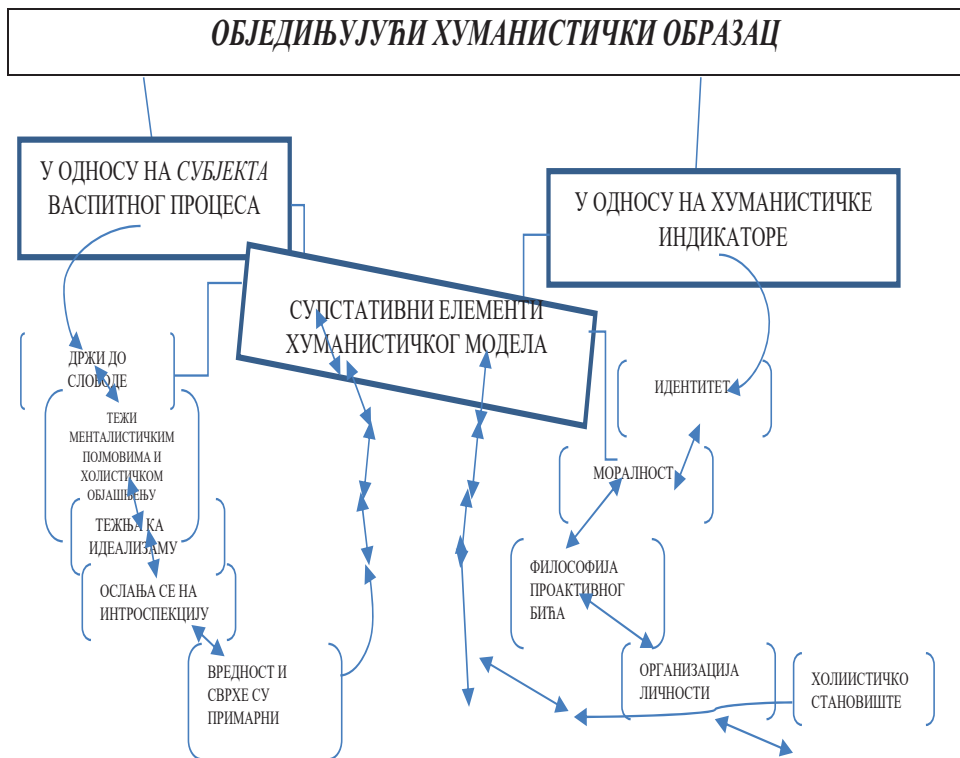 ОБЈЕДИЊУЈУЋИ ХУМАНИСТИЧКИ ОБРАЗАЦ
У ОДНОСУ НА СУБЈЕКТА
ВАСПИТНОГ ПРОЦЕСА
У ОДНОСУ НА ХУМАНИСТИЧКЕ
ИНДИКАТОРЕ
СУПСТАТИВНИ ЕЛЕМЕНТИ
ХУМАНИСТИЧКОГ МОДЕЛА
ДРЖИ ДО
СЛОБОДЕ
ТЕЖИ
МЕНТАЛИСТИЧКИМ
ПОЈМОВИМА И
ХОЛИСТИЧКОМ
ОБЈАШЊЕЊУ
ТЕЖЊА КА
ИДЕАЛИЗАМУ
ОСЛАЊА СЕ НА
ИНТРОСПЕКЦИЈУ
ВРЕДНОСТ И
СВРХЕ СУ
ПРИМАРНИ
ИДЕНТИТЕТ
МОРАЛНОСТ
ФИЛОСОФИЈА
ПРОАКТИВНОГ
БИЋА
ОРГАНИЗАЦИЈА
ЛИЧНОСТИ
ХОЛИИСТИЧКО
СТАНОВИШТЕ